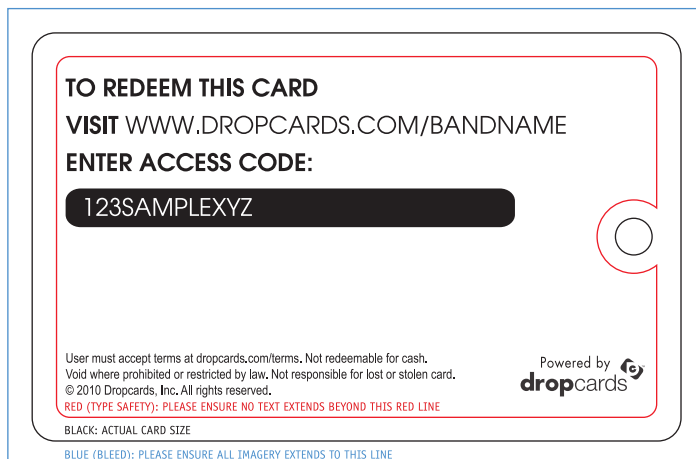 TO REDEEM THIS CARD
VISIT WWW.DROPCARDS.COM/BANDNAME
ENTER ACCESS CODE:
123SAMPLEXYZ
User must accept terms at dropcards.com/terms. Not redeemable for cash.
Void where prohibited or restricted by law. Not responsible for lost or stolen card.
© 2010 Dropcards, Inc. All rights reserved.
Powered by
dropcards
RED (TYPE SAFETY): PLEASE ENSURE NO TEXT EXTENDS BEYOND THIS RED LINE
BLACK: ACTUAL CARD SIZE
BLUE (BLEED): PLEASE ENSURE ALL IMAGERY EXTENDS TO THIS LINE